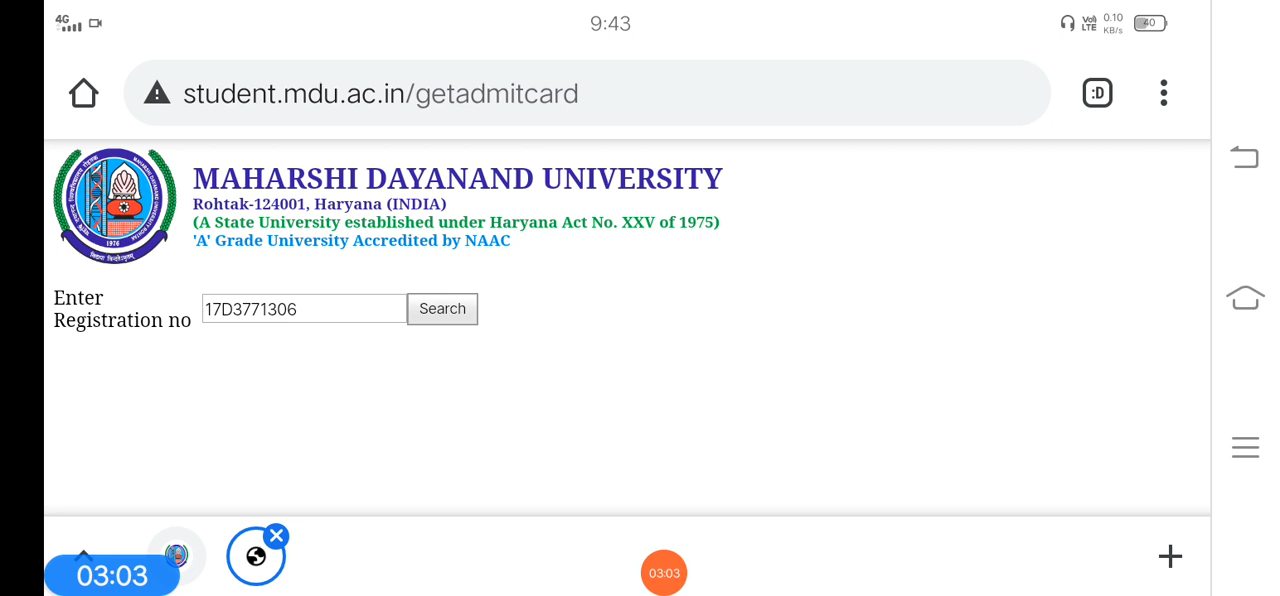 4G
9:43
Vo)
LTE
0.10
KB/s
40
student.mdu.ac.in/getadmitcard
:D
MAHARSHI DAYANAND UNIVERSITY
Rohtak-124001, Haryana (INDIA)
(A State University established under Haryana Act No. XXV of 1975)
'A' Grade University Accredited by NAAC
1976
Enter
Registration no
17D3771306
Search
03:03
03:03